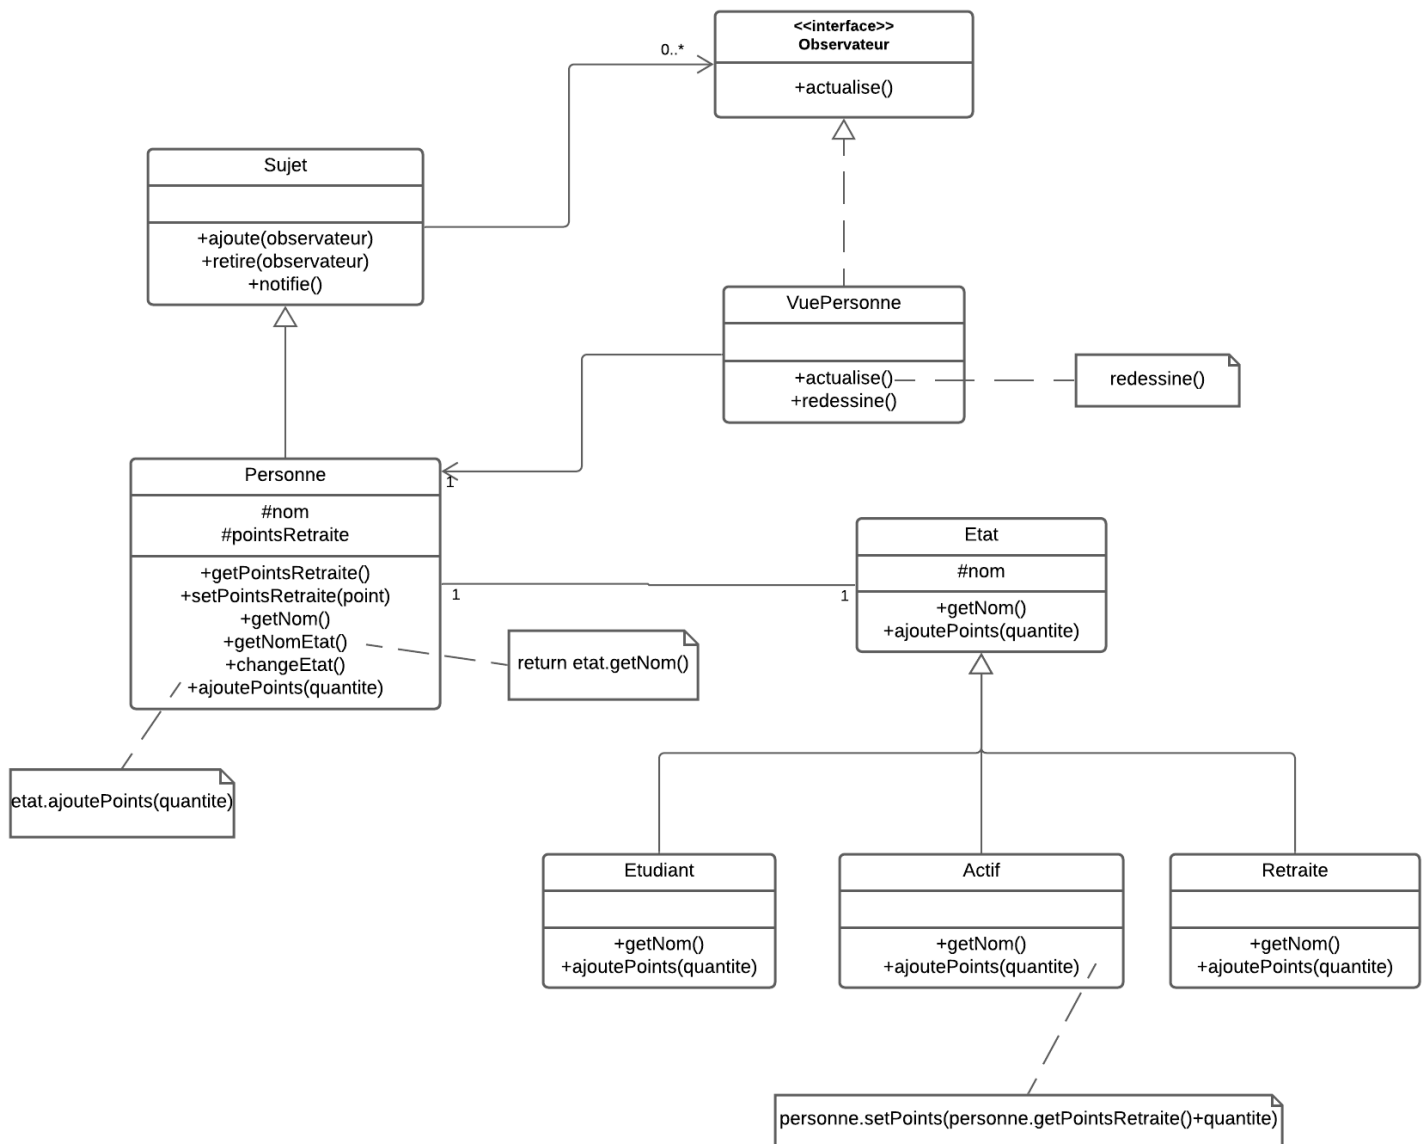 <<interface>>
Observateur
+actualise()
0..*
Sujet
+ajoute(observateur)
+retire(observateur)
+notifie()
VuePersonne
+actualise()
+redessine()
redessine()
Personne
#nom
#pointsRetraite
+getPointsRetraite()
+setPointsRetraite(point)
+getNom()
+getNomEtat()
+changeEtat()
+ajoutePoints(quantite)
1
1
1
Etat
#nom
+getNom()
+ajoutePoints(quantite)
return etat.getNom()
etat.ajoutePoints(quantite)
Etudiant
+getNom()
+ajoutePoints(quantite)
Actif
+getNom()
+ajoutePoints(quantite)
Retraite
+getNom()
+ajoutePoints(quantite)
personne.setPoints(personne.getPointsRetraite()+quantite)